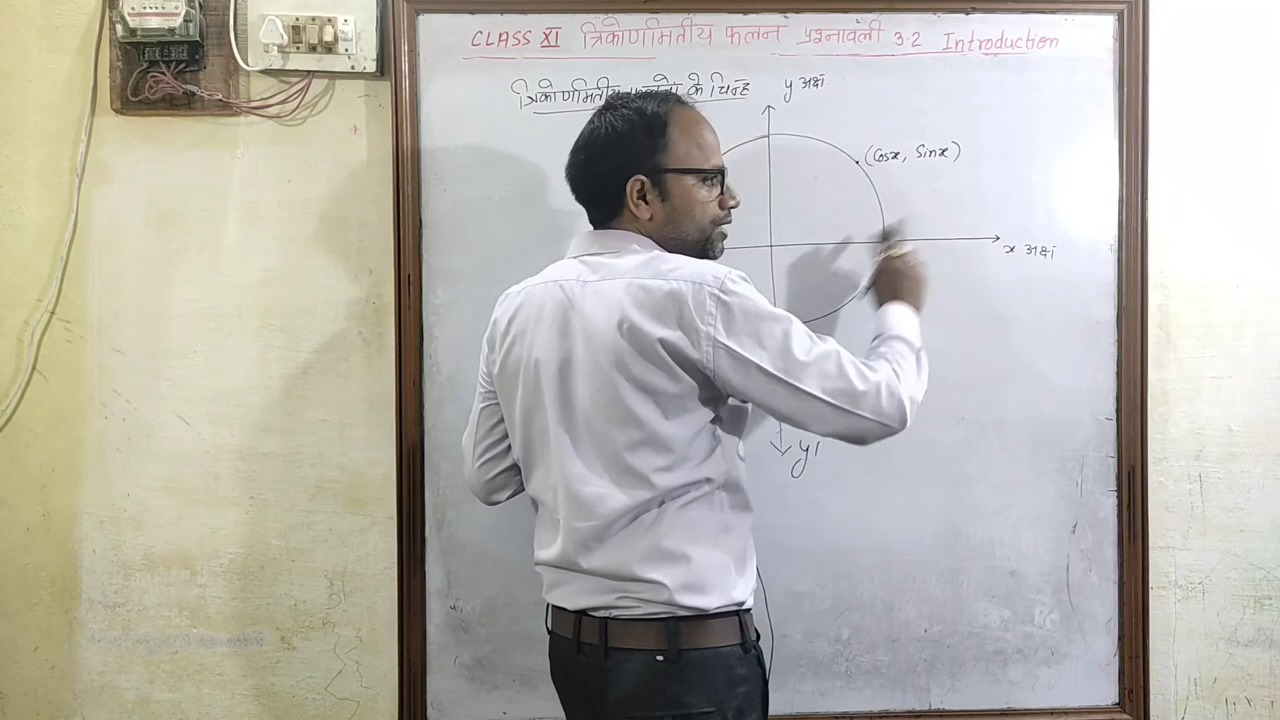 CLASS XI त्रिकोणमितीय फलन प्रश्नावली 3.2 Introduction
त्रिकोणमितीय के चिन्ह
y अक्ष
(Cosx, Sinx)
x अक्ष
y'